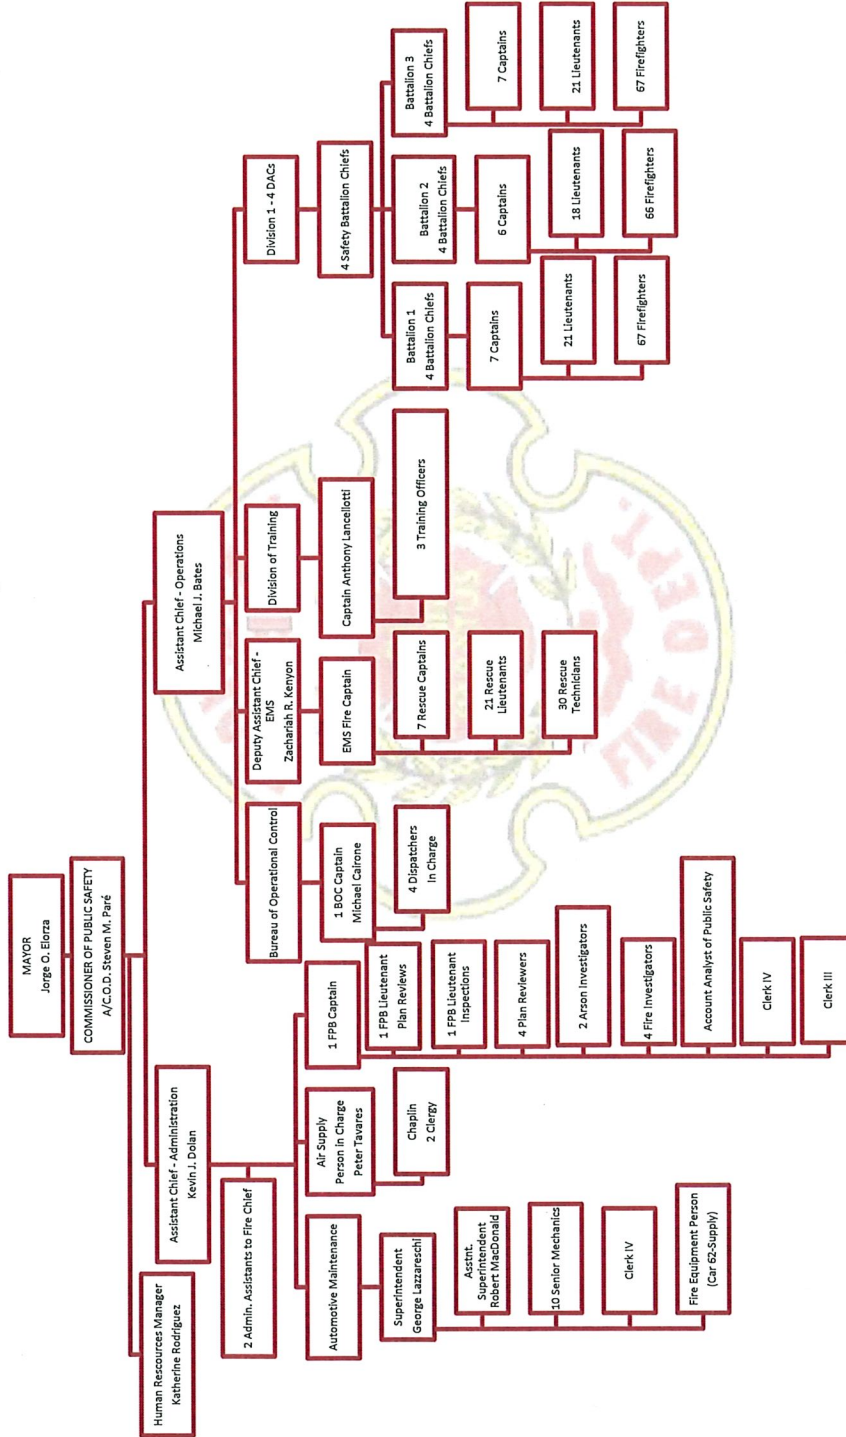 MAYOR
Jorge O. Elorza
COMMISSIONER OF PUBLIC SAFETY
A/C.O.D. Steven M. Paré
Human Rescources Manager
Katherine Rodriguez
Assistant Chief - Administration
Kevin J. Dolan
2 Admin. Assistants to Fire Chief
Automotive Maintenance
Superintendent
George Lazzareschi
Asstnt.
Superintendent
Robert MacDonald
10 Senior Mechanics
Clerk IV
Fire Equipment Person
(Car 62-Supply)
Air Supply
Person in Charge
Peter Tavares
Chaplin
2 Clergy
1 FPB Captain
1 FPB Lieutenant
Plan Reviews
1 FPB Lieutenant
Inspections
4 Plan Reviewers
2 Arson Investigators
4 Fire Investigators
Account Analyst of Public Safety
Clerk IV
Clerk III
Assistant Chief - Operations
Michael J. Bates
Bureau of Operational Control
1 BOC Captain
Michael Cairone
4 Dispatchers
In Charge
Deputy Assistant Chief -
EMS
Zachariah R. Kenyon
EMS Fire Captain
7 Rescue Captains
21 Rescue
Lieutenants
30 Rescue
Technicians
Division of Training
Captain Anthony Lancellotti
3 Training Officers
Division 1 - 4 DACs
4 Safety Battalion Chiefs
Battalion 1
4 Battalion Chiefs
7 Captains
21 Lieutenants
67 Firefighters
Battalion 2
4 Battalion Chiefs
6 Captains
18 Lieutenants
66 Firefighters
Battalion 3
4 Battalion Chiefs
7 Captains
21 Lieutenants
67 Firefighters
FIRE DEPT.